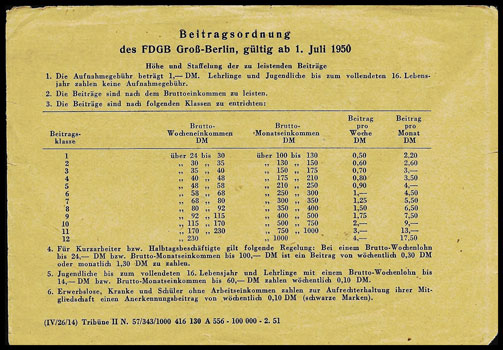 Beitragsordnung
des FDGB Groß-Berlin, gültig ab 1. Juli 1950
Höhe und Staffelung der zu leistenden Beiträge
1. Die Aufnahmegebühr beträgt 1,— DM. Lehrlinge und Jugendliche bis zum vollendeten 16. Lebens-
jahr zahlen keine Aufnahmegebühr.
2. Die Beiträge sind nach dem Bruttoeinkommen zu leisten.
3. Die Beiträge sind nach folgenden Klassen zu entrichten:
Beitrags-klasse Brutto-Wocheneinkommen DM Brutto-Monatseinkommen DM Beitrag pro Woche DM Beitrag pro Monat DM
1 über 24 bis 30 über 100 bis 130 0,50 2,20
2 „ 30 „ 35 „ 130 „ 150 0,60 2,60
3 „ 35 „ 40 „ 150 „ 175 0,70 3,—
4 „ 40 „ 48 „ 175 „ 210 0,80 3,50
5 „ 48 „ 58 „ 210 „ 250 0,90 4,—
6 „ 58 „ 68 „ 250 „ 300 1,— 4,50
7 „ 68 „ 80 „ 300 „ 350 1,25 5,50
8 „ 80 „ 92 „ 350 „ 400 1,50 6,50
9 „ 92 „ 115 „ 400 „ 500 1,75 7,50
10 „ 115 „ 170 „ 500 „ 750 2,— 9,—
11 „ 170 „ 230 „ 750 „ 1000 3,— 13,—
12 „ 230 „ 1000 4,— 17,50
4. Für Kurzarbeiter bzw. Halbtagsbeschäftigte gilt folgende Regelung: Bei einem Brutto-Wochenlohn
bis 24,— DM bzw. Brutto-Monatseinkommen bis 100,— DM ist ein Beitrag von wöchentlich 0,30 DM
oder monatlich 1,30 DM zu zahlen.
5. Jugendliche bis zum vollendeten 16. Lebensjahr und Lehrlinge mit einem Brutto-Wochenlohn bis
14,— DM bzw. Brutto-Monatseinkommen bis 60,— DM zahlen wöchentlich 0,10 DM.
6. Erwerbslose, Kranke und Schüler ohne Arbeitseinkommen zahlen zur Aufrechterhaltung ihrer Mit-
gliedschaft einen Anerkennungsbeitrag von wöchentlich 0,10 DM (schwarze Marken).
(IV/26/14) Tribüne II N. 57/343/1000 416 130 A 556 - 100 000 - 2. 51